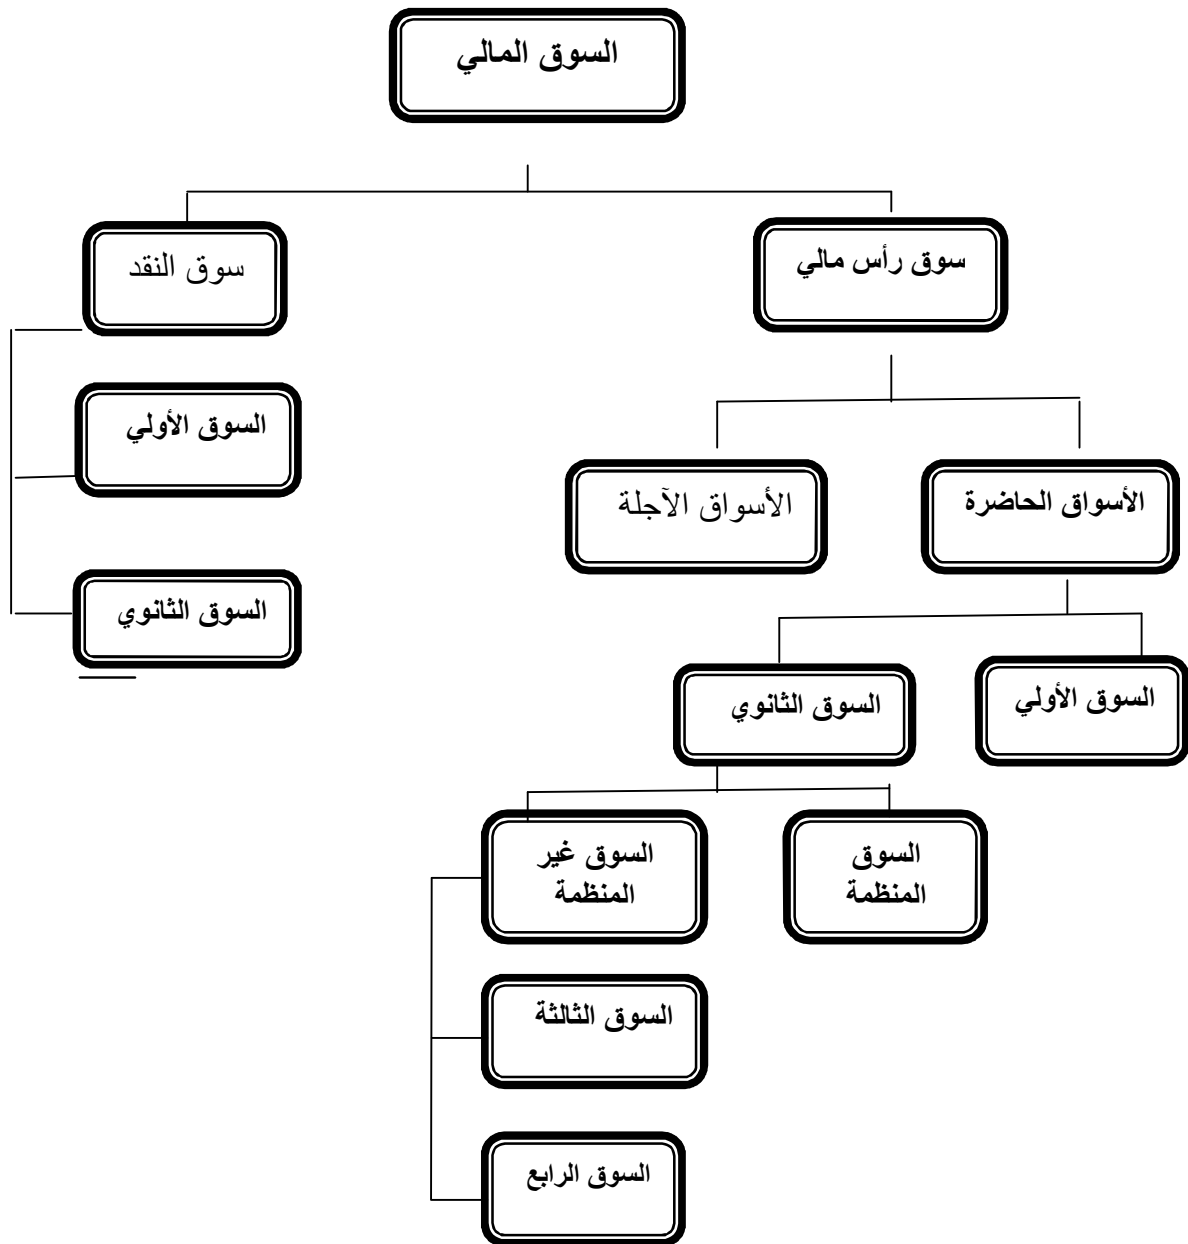 السوق المالي
سوق رأس مالي
سوق النقد
السوق الأولي
السوق الثانوي
الأسواق الحاضرة
الأسواق الآجلة
السوق الأولي
السوق الثانوي
السوق
المنظمة
السوق غير
المنظمة
السوق الثالثة
السوق الرابع